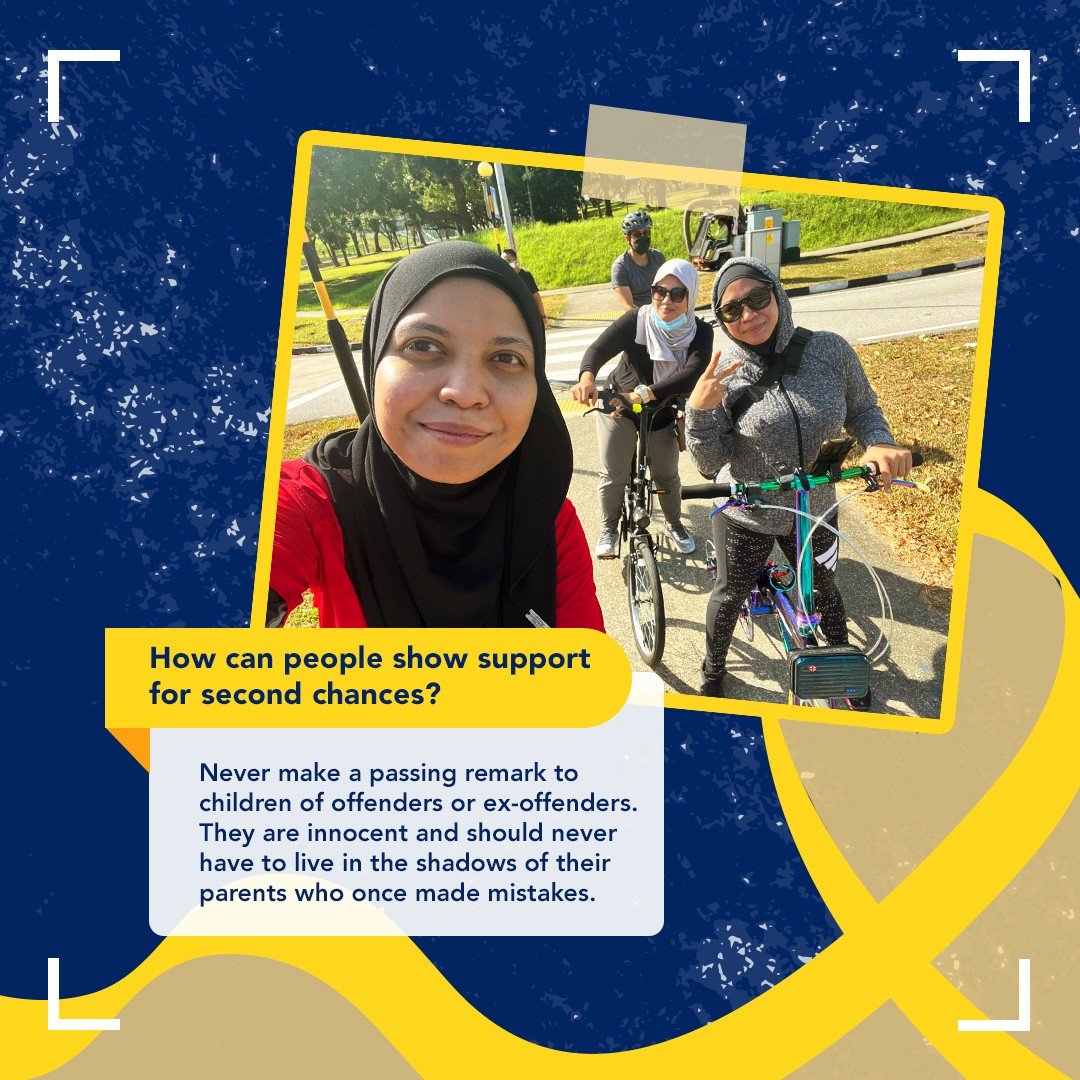 How can people show support
for second chances?
Never make a passing remark to
children of offenders or ex-offenders.
They are innocent and should never
have to live in the shadows of their
parents who once made mistakes.